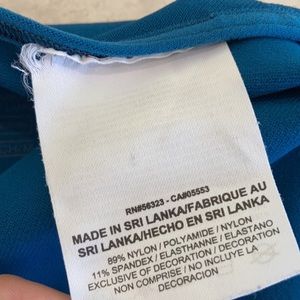 RN#56323 - CA#05553
MADE IN SRI LANKA/FABRIQUE AU
SRI LANKA/HECHO EN SRI LANKA
89% NYLON / POLYAMIDE / NYLON
11% SPANDEX / ELASTHANNE / ELASTANO
EXCLUSIVE OF DECORATION / DECORATION
NON COMPRISE / NO INCLUYE LA
DECORACION